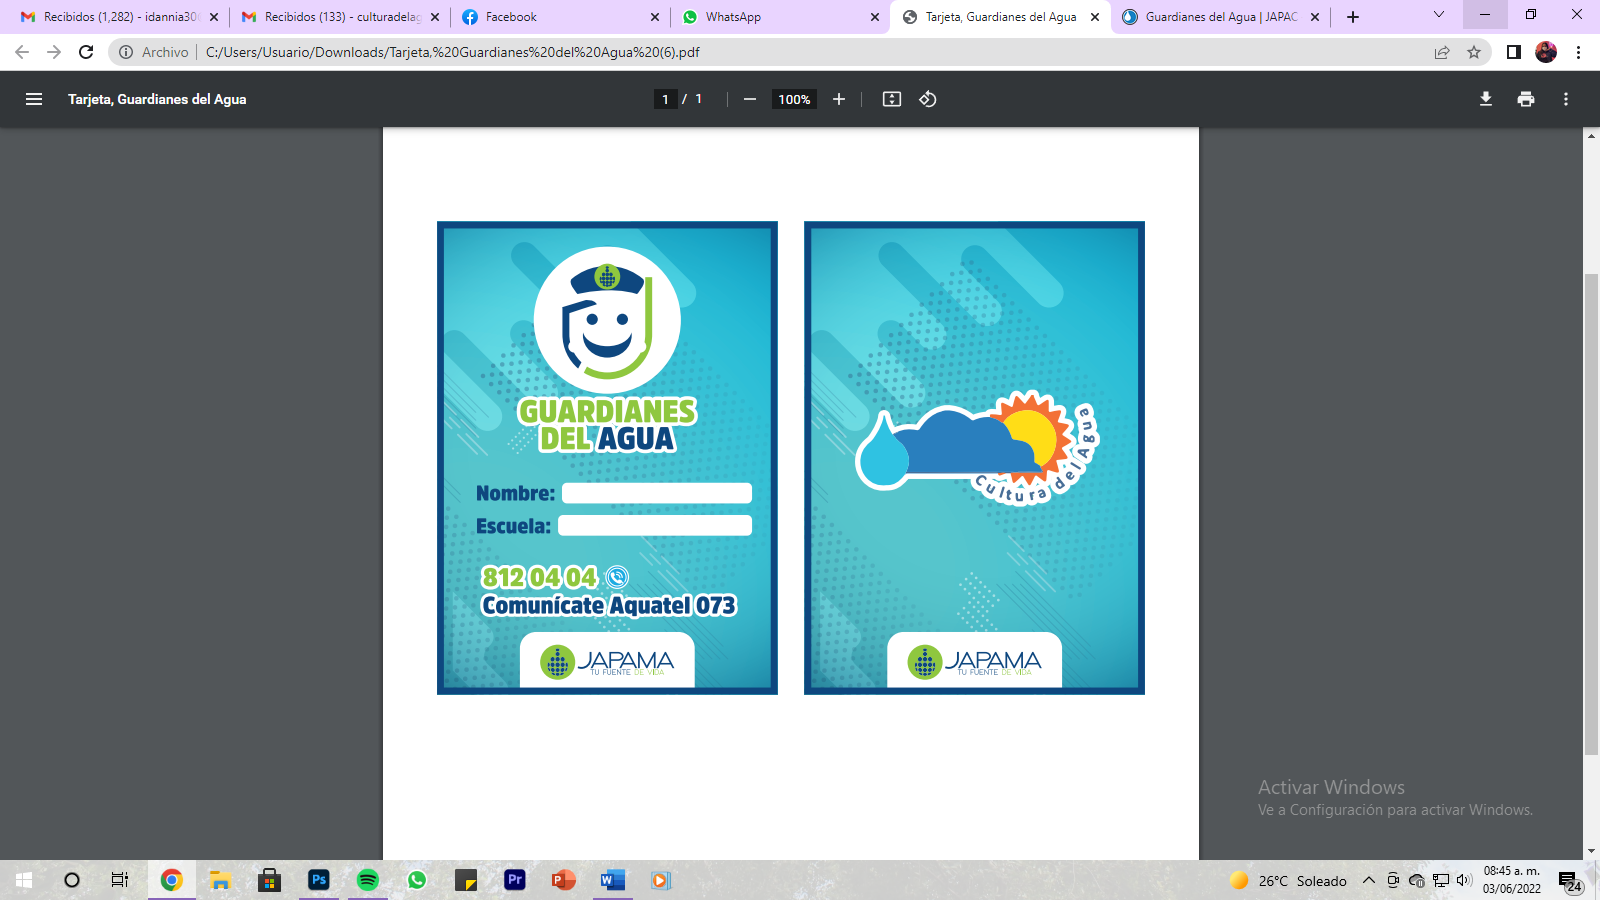 Recibidos (1,282) - idannia30
Recibidos (133) - culturadelag
Facebook
WhatsApp
Tarjeta, Guardianes del Agua
Guardianes del Agua | JAPAC
Archivo
C:/Users/Usuario/Downloads/Tarjeta,%20Guardianes%20del%20Agua%20(6).pdf
Tarjeta, Guardianes del Agua
1 / 1
100%
GUARDIANES
DEL AGUA
Nombre:
Escuela:
812 04 04
Comunícate Aquatel 073
JAPAMA
TU FUENTE DE VIDA
Cultura del Agua
JAPAMA
TU FUENTE DE VIDA
Activar Windows
Ve a Configuración para activar Windows.
Ps
Pr
P
W
26°C Soleado
08:45 a. m.
03/06/2022
24